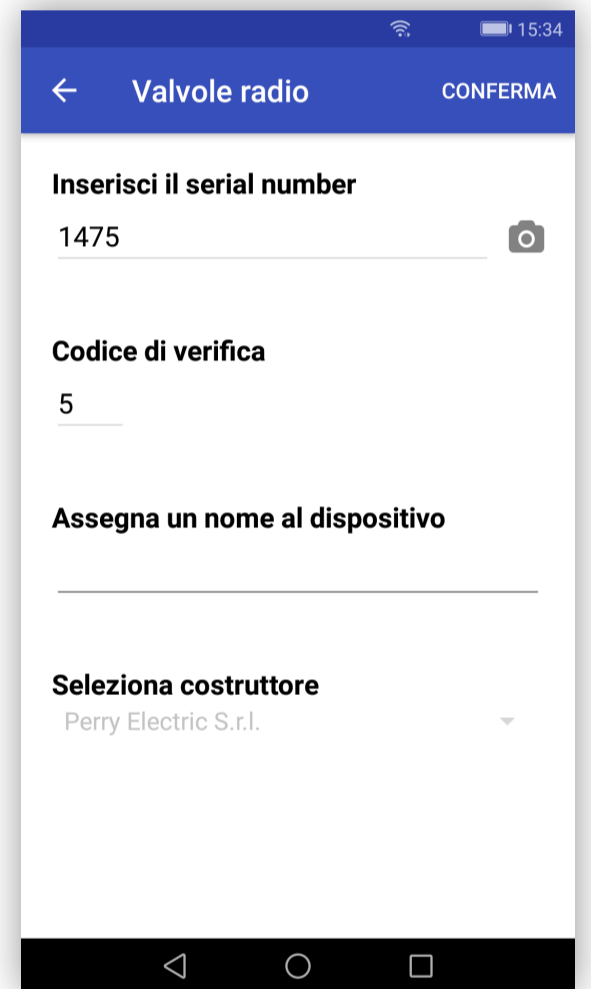 15:34
Valvole radio CONFERMA
Inserisci il serial number
1475
Codice di verifica
5
Assegna un nome al dispositivo
Seleziona costruttore
Perry Electric S.r.l.